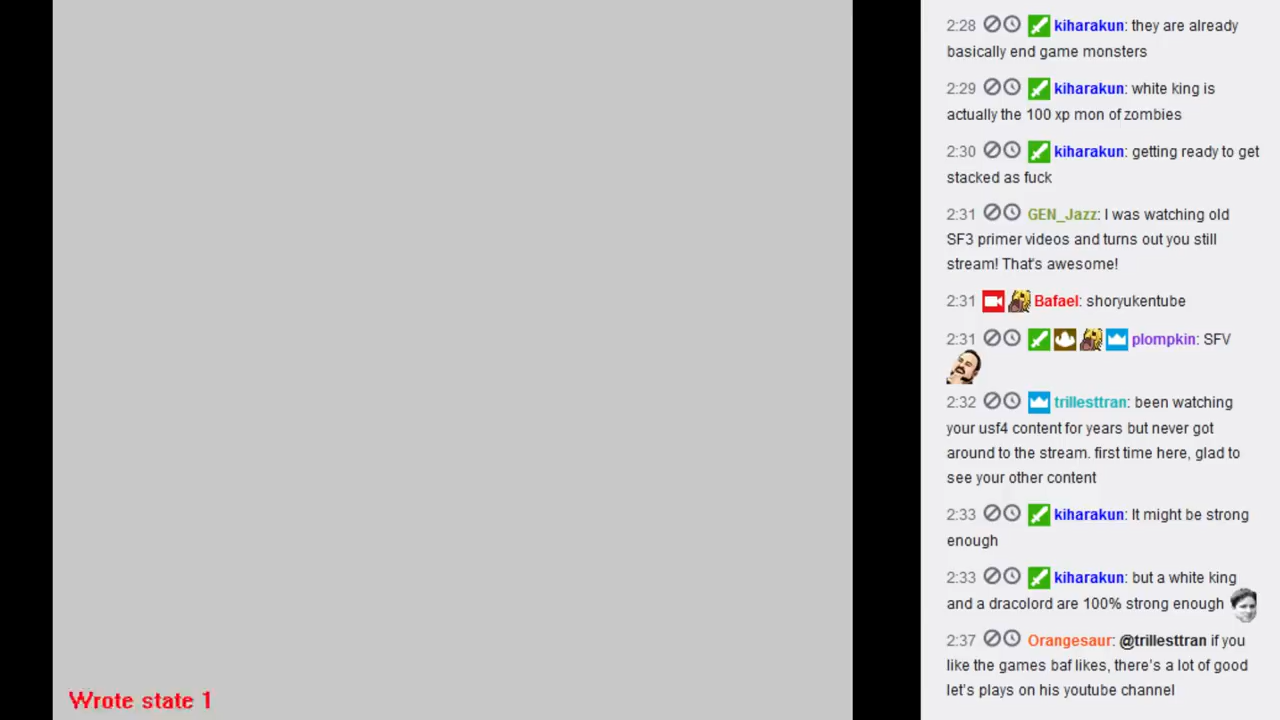 2:28 kiharakun: they are already
basically end game monsters
2:29 kiharakun: white king is
actually the 100 xp mon of zombies
2:30 kiharakun: getting ready to get
stacked as fuck
2:31 GEN_Jazz: I was watching old
SF3 primer videos and turns out you still
stream! That's awesome!
2:31 Bafael: shoryukentube
2:31 plompkin: SFV
2:32 trillesttran: been watching
your usf4 content for years but never got
around to the stream. first time here, glad to
see your other content
2:33 kiharakun: It might be strong
enough
2:33 kiharakun: but a white king
and a dracolord are 100% strong enough
2:37 Orangesaur: @trillesttran if you
like the games baf likes, there's a lot of good
let's plays on his youtube channel
Wrote state 1